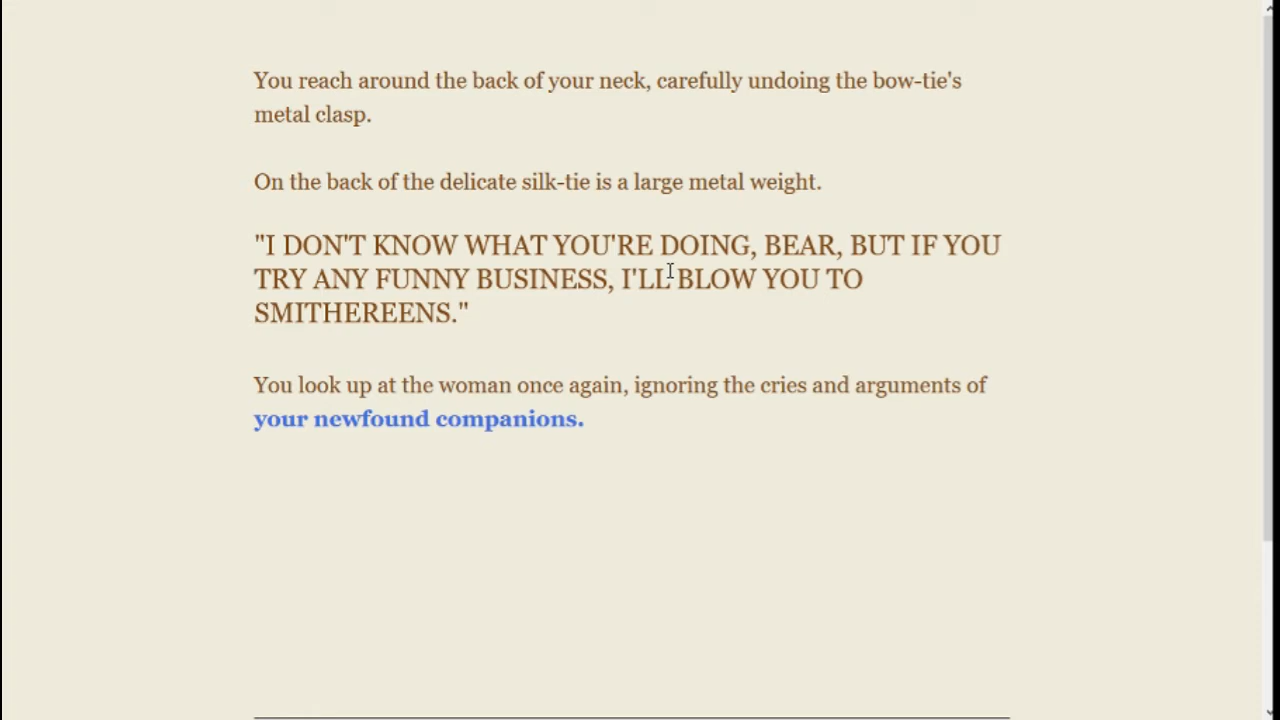 You reach around the back of your neck, carefully undoing the bow-tie's
metal clasp.
On the back of the delicate silk-tie is a large metal weight.
"I DON'T KNOW WHAT YOU'RE DOING, BEAR, BUT IF YOU
TRY ANY FUNNY BUSINESS, I'LL BLOW YOU TO
SMITHEREENS."
You look up at the woman once again, ignoring the cries and arguments of
your newfound companions.